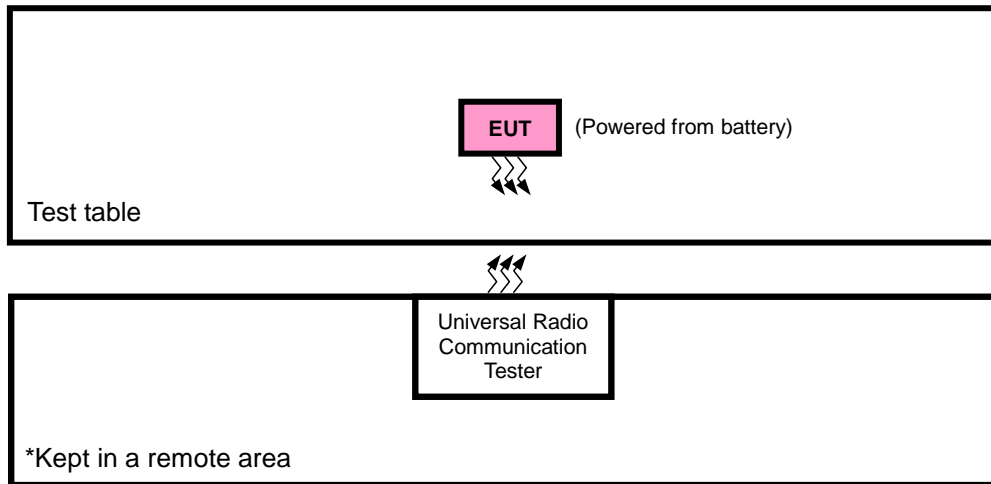 EUT
(Powered from battery)
Test table
Universal Radio
Communication
Tester
*Kept in a remote area